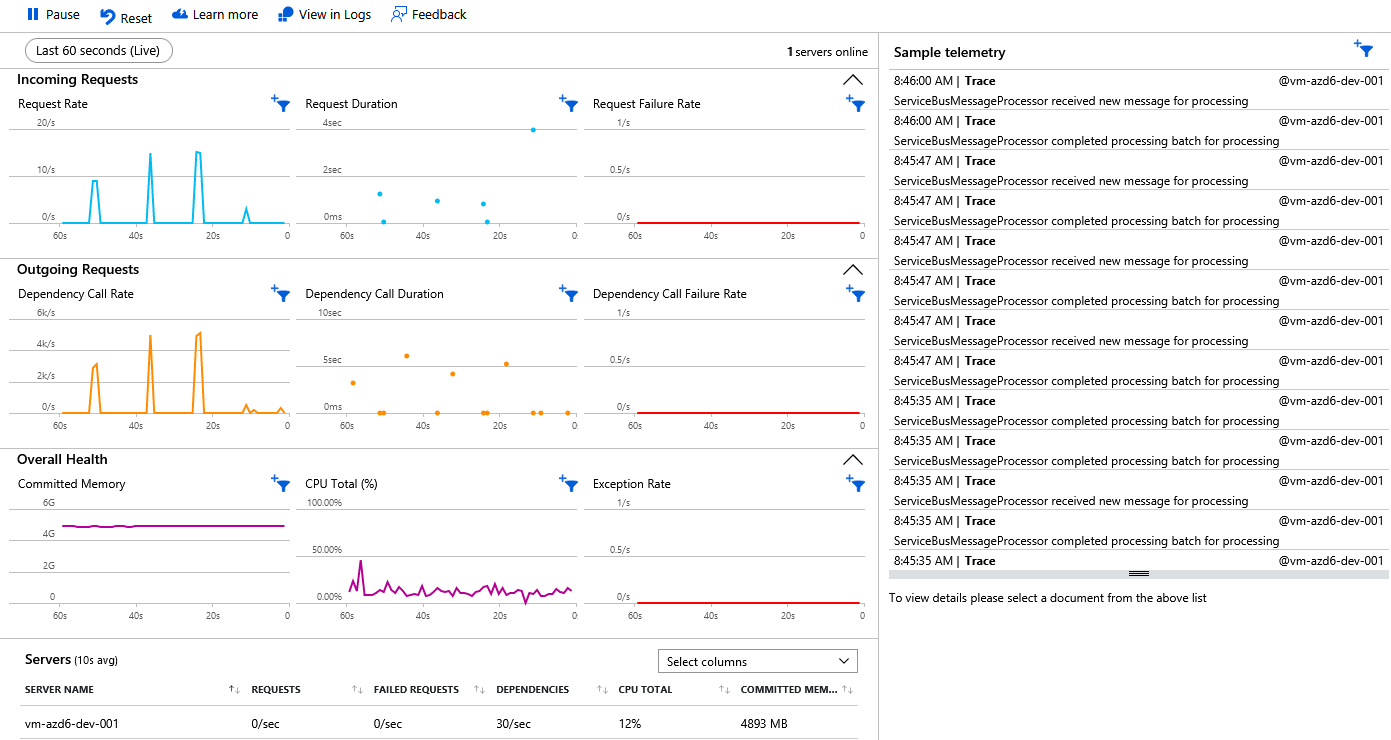 Pause
Reset
Learn more
View in Logs
Feedback
Last 60 seconds (Live)
1 servers online
Incoming Requests
Request Rate
20/s
10/s
0/s
60s 40s 20s 0
Request Duration
4sec
2sec
0ms
60s 40s 20s 0:
Request Failure Rate
1/s
0.5/s
0/s
60s 40s 20s 0
Outgoing Requests
Dependency Call Rate
6k/s
4k/s
2k/s
0/s
60s 40s 20s 0
Dependency Call Duration
10sec
5sec
0ms
60s 40s 20s 0:
Dependency Call Failure Rate
1/s
0.5/s
0/s
60s 40s 20s 0
Overall Health
Committed Memory
6G
4G
2G
0
60s 40s 20s 0
CPU Total (%)
100.00%
50.00%
0.00%
60s 40s 20s 0:
Exception Rate
1/s
0.5/s
0/s
60s 40s 20s 0
Servers (10s avg)
Select columns
SERVER NAME REQUESTS FAILED REQUESTS DEPENDENCIES CPU TOTAL COMMITTED MEM...
vm-azd6-dev-001 0/sec 0/sec 30/sec 12% 4893 MB
Sample telemetry
8:46:00 AM | Trace @vm-azd6-dev-001
ServiceBusMessageProcessor received new message for processing
8:46:00 AM | Trace @vm-azd6-dev-001
ServiceBusMessageProcessor completed processing batch for processing
8:45:47 AM | Trace @vm-azd6-dev-001
ServiceBusMessageProcessor received new message for processing
8:45:47 AM | Trace @vm-azd6-dev-001
ServiceBusMessageProcessor completed processing batch for processing
8:45:47 AM | Trace @vm-azd6-dev-001
ServiceBusMessageProcessor received new message for processing
8:45:47 AM | Trace @vm-azd6-dev-001
ServiceBusMessageProcessor completed processing batch for processing
8:45:47 AM | Trace @vm-azd6-dev-001
ServiceBusMessageProcessor received new message for processing
8:45:47 AM | Trace @vm-azd6-dev-001
ServiceBusMessageProcessor completed processing batch for processing
8:45:35 AM | Trace @vm-azd6-dev-001
ServiceBusMessageProcessor completed processing batch for processing
8:45:35 AM | Trace @vm-azd6-dev-001
ServiceBusMessageProcessor completed processing batch for processing
8:45:35 AM | Trace @vm-azd6-dev-001
ServiceBusMessageProcessor received new message for processing
8:45:35 AM | Trace @vm-azd6-dev-001
ServiceBusMessageProcessor completed processing batch for processing
8:45:35 AM | Trace @vm-azd6-dev-001
To view details please select a document from the above list